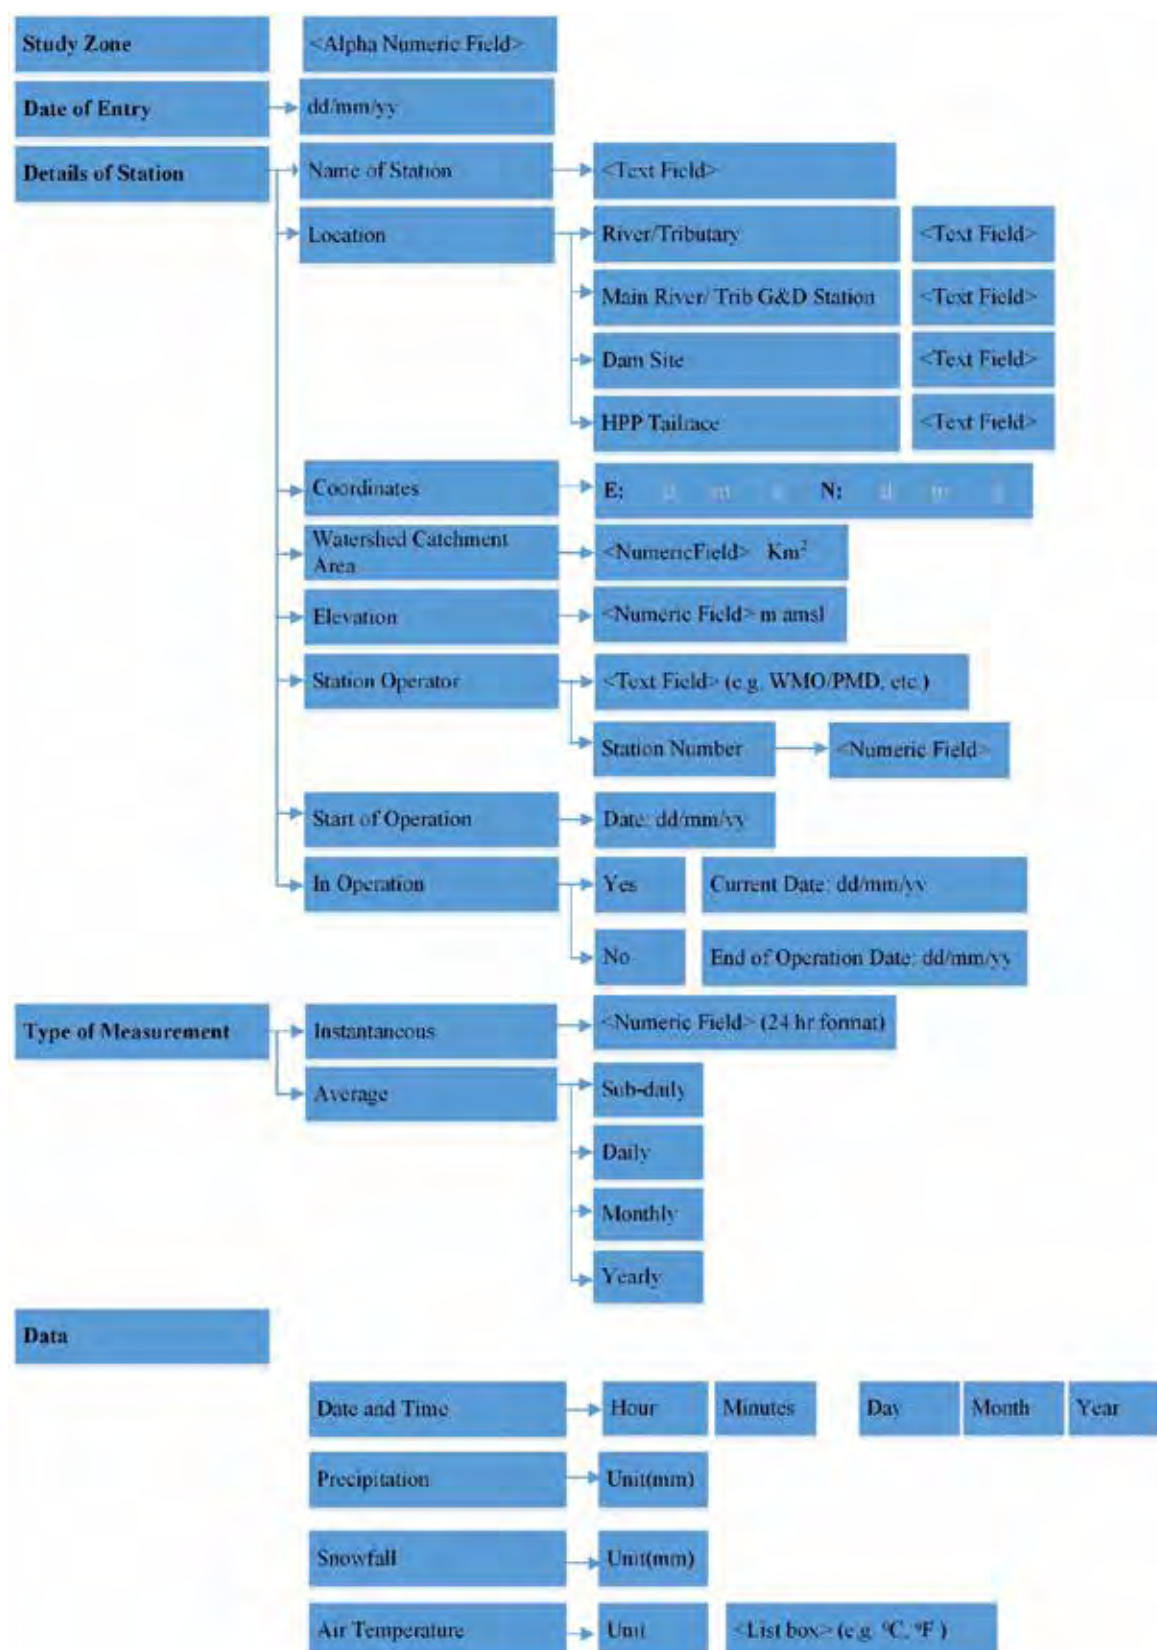 Study Zone <Alpha Numeric Field>
Date of Entry dd/mm/yy
Details of Station Name of Station <Text Field>
Location River/Tributary <Text Field>
Main River/ Trib G&D Station <Text Field>
Dam Site <Text Field>
HPP Tailrace <Text Field>
Coordinates E: d m s N: d m s
Watershed Catchment
Area
<NumericField> Km²
Elevation <Numeric Field> m amsl
Station Operator <Text Field> (e.g. WMO/PMD, etc.)
Station Number <Numeric Field>
Start of Operation Date: dd/mm/yy
In Operation Yes Current Date: dd/mm/yy
No End of Operation Date: dd/mm/yy
Type of Measurement Instantaneous <Numeric Field> (24 hr format)
Average Sub-daily
Daily
Monthly
Yearly
Data
Date and Time Hour Minutes Day Month Year
Precipitation Unit(mm)
Snowfall Unit(mm)
Air Temperature Unit <List box> (e.g. °C, °F )